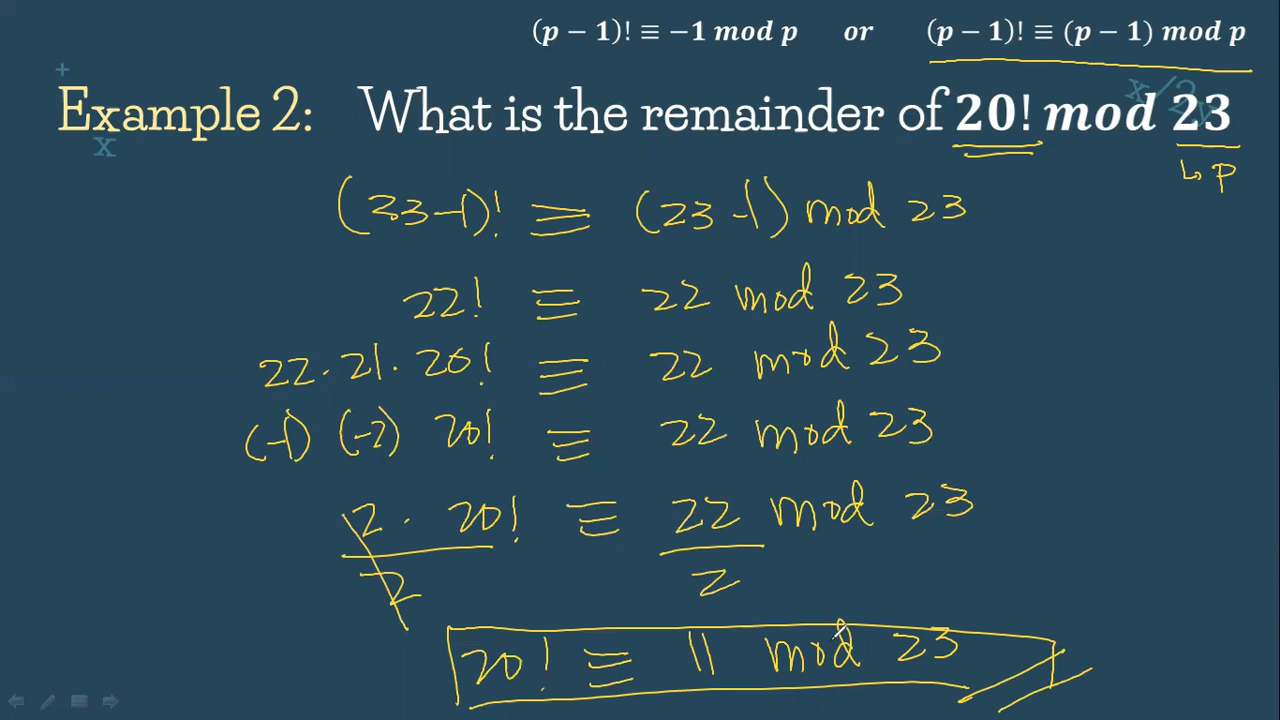 (p − 1)! ≡ −1 mod p or (p − 1)! ≡ (p − 1) mod p
Example 2: What is the remainder of 20! mod 23
↳ p
(23-1)! ≡ (23-1) mod 23
22! ≡ 22 mod 23
22 · 21 · 20! ≡ 22 mod 23
(-1) (-2) 20! ≡ 22 mod 23
2 · 20! ≡ 22 mod 23
2 2
20! ≡ 11 mod 23